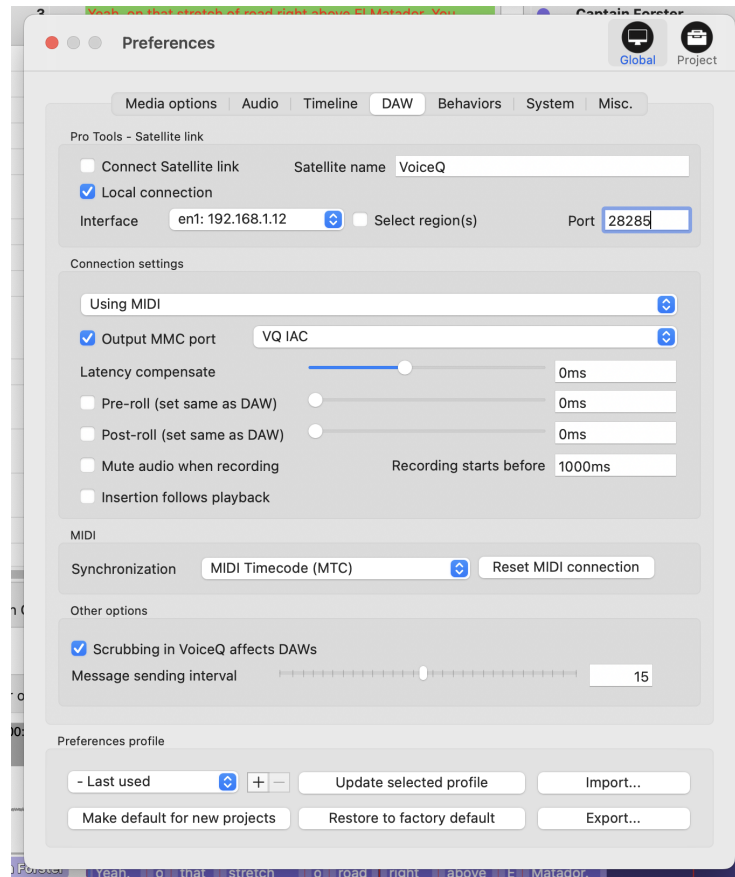 3 Yeah, on that stretch of road right above El Matador. You Captain Forster
Preferences
Global Project
Media options Audio Timeline DAW Behaviors System Misc.
Pro Tools - Satellite link
Connect Satellite link Satellite name VoiceQ
Local connection
Interface en1: 192.168.1.12 Select region(s) Port 28285
Connection settings
Using MIDI
Output MMC port VQ IAC
Latency compensate 0ms
Pre-roll (set same as DAW) 0ms
Post-roll (set same as DAW) 0ms
Mute audio when recording Recording starts before 1000ms
Insertion follows playback
MIDI
Synchronization MIDI Timecode (MTC) Reset MIDI connection
Other options
Scrubbing in VoiceQ affects DAWs
Message sending interval 15
Preferences profile
- Last used + − Update selected profile Import...
Make default for new projects Restore to factory default Export...
Forster Yeah, o that stretch o road right above E Matador.